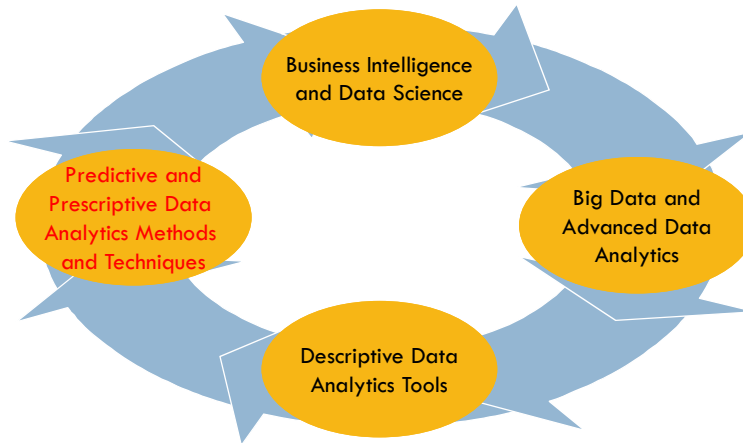 Business Intelligence
and Data Science
Predictive and
Prescriptive Data
Analytics Methods
and Techniques
Big Data and
Advanced Data
Analytics
Descriptive Data
Analytics Tools